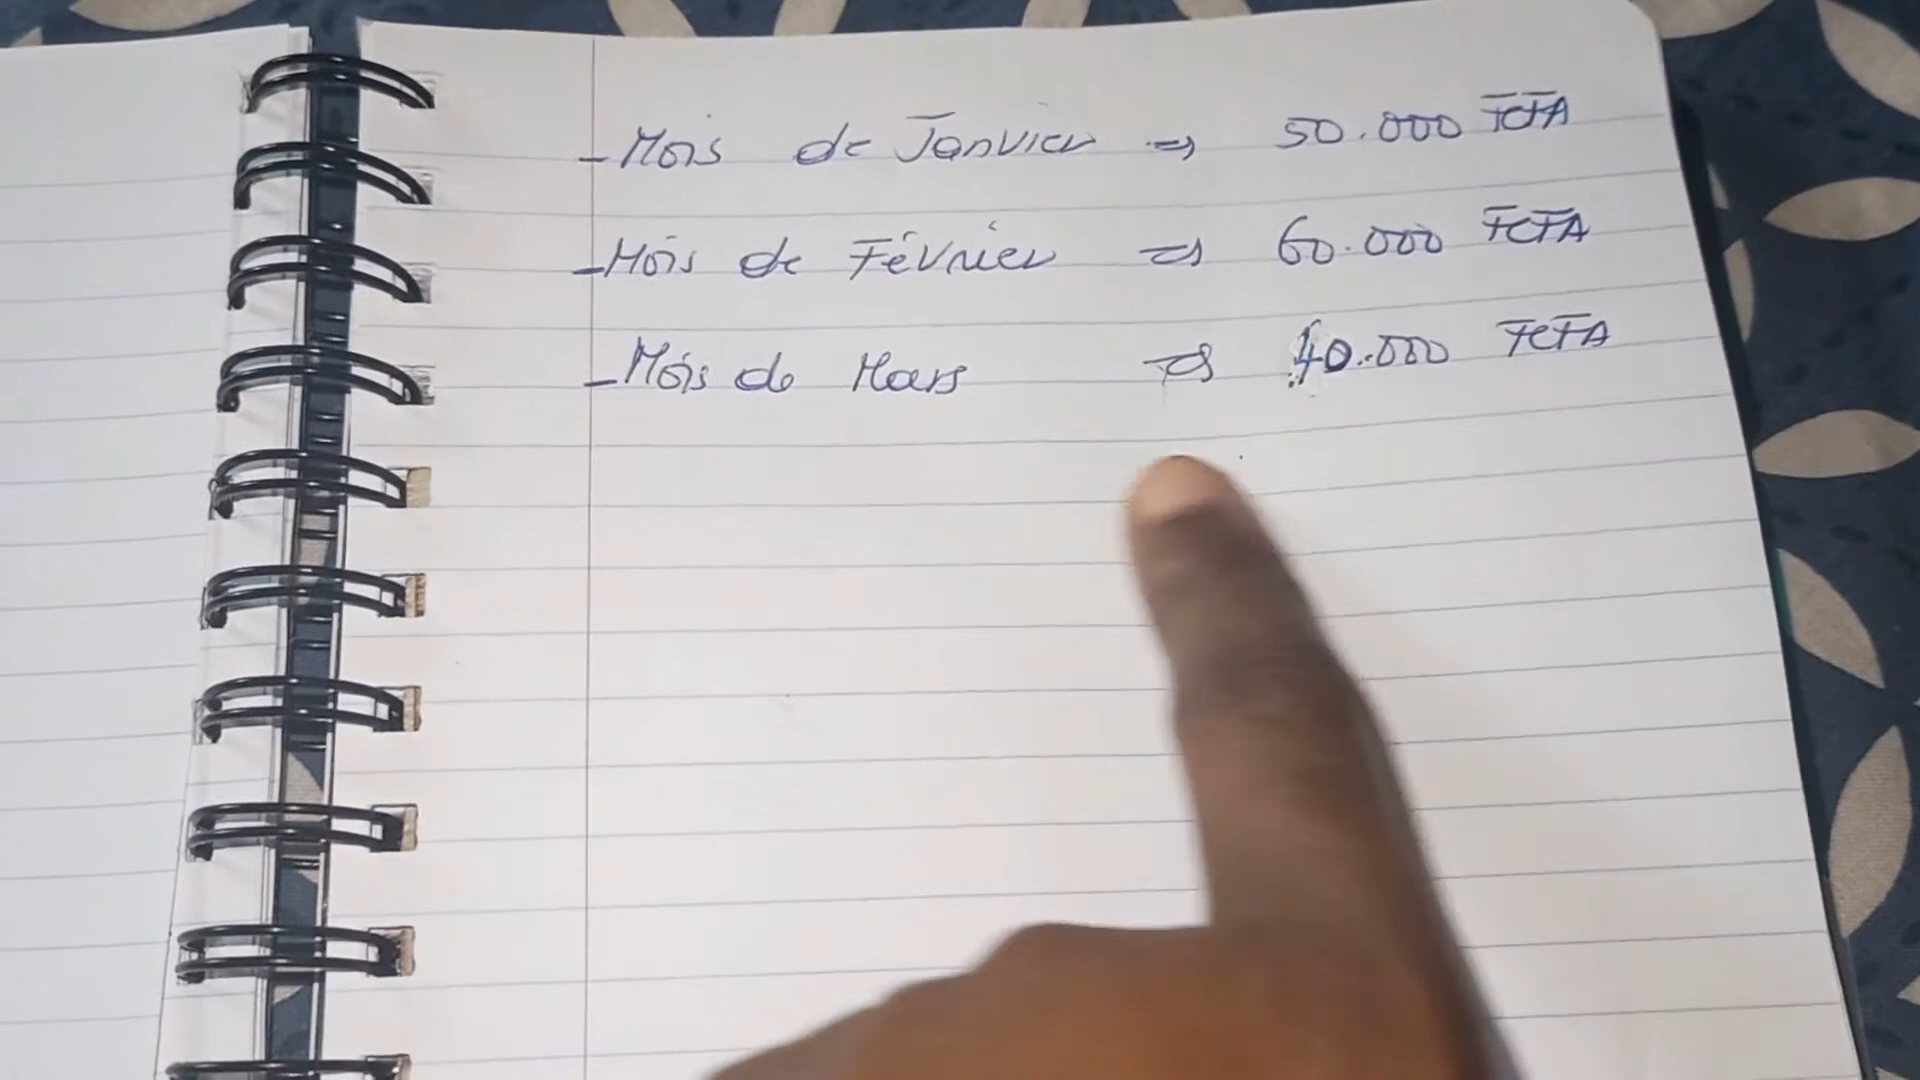 - Mois de Janvier => 50.000 FCFA
- Mois de Février => 60.000 FCFA
- Mois de Mars => 40.000 FCFA